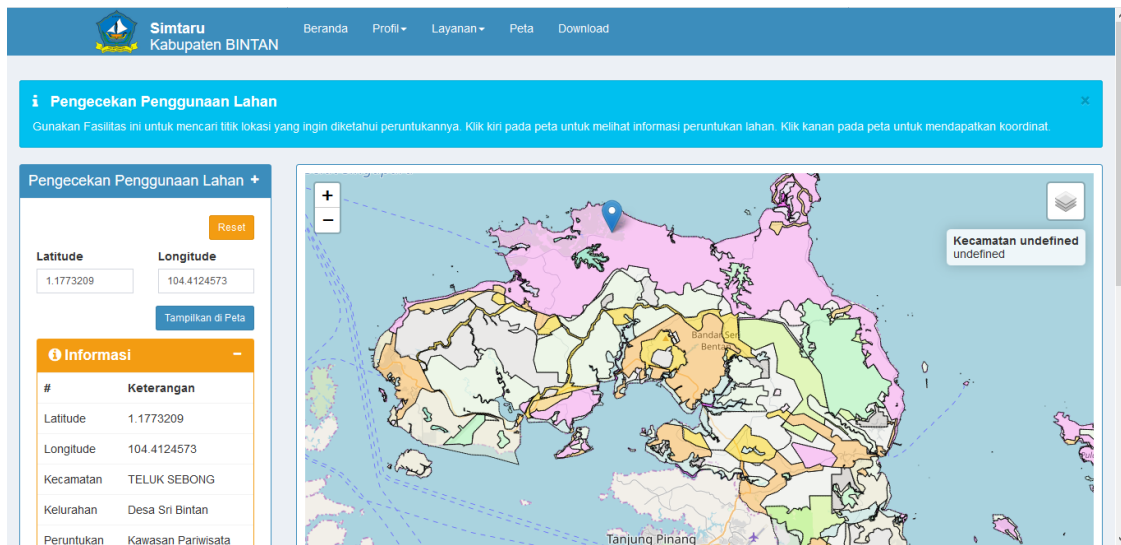 Simtaru
Kabupaten BINTAN
Beranda
Profil
Layanan
Peta
Download
Pengecekan Penggunaan Lahan
×
Gunakan Fasilitas ini untuk mencari titik lokasi yang ingin diketahui peruntukannya. Klik kiri pada peta untuk melihat informasi peruntukan lahan. Klik kanan pada peta untuk mendapatkan koordinat.
Pengecekan Penggunaan Lahan +
Reset
Latitude
Longitude
1.1773209
104.4124573
Tampilkan di Peta
Informasi −
# Keterangan
Latitude 1.1773209
Longitude 104.4124573
Kecamatan TELUK SEBONG
Kelurahan Desa Sri Bintan
Peruntukan Kawasan Pariwisata
+
−
Kecamatan undefined
undefined
Bandar Seri
Bentan
Tanjung Pinang